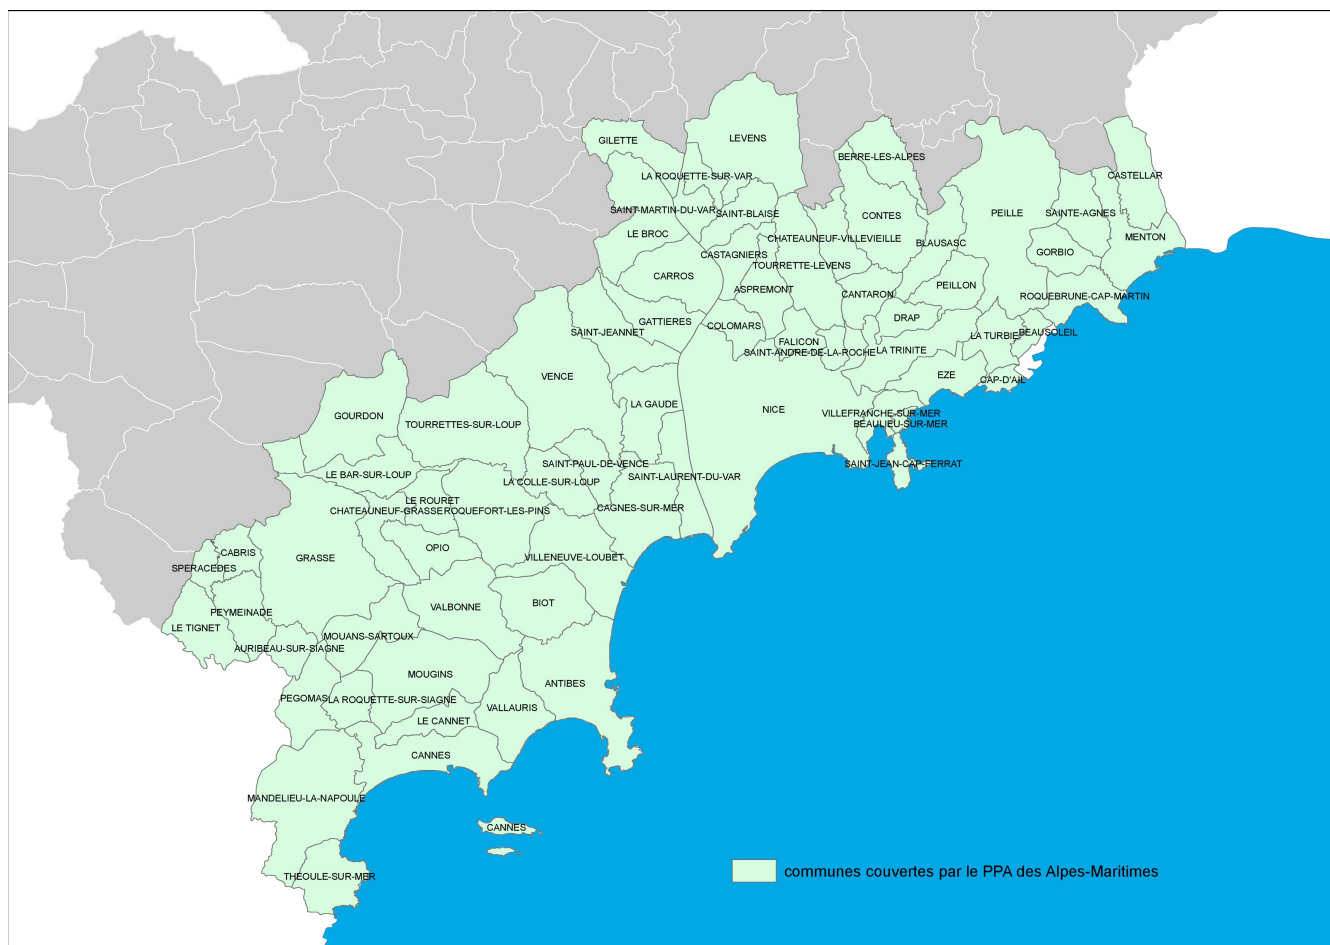 LEVENS
GILETTE
BERRE-LES-ALPES
LA ROQUETTE-SUR-VAR
CASTELLAR
SAINT-MARTIN-DU-VAR
SAINT-BLAISE
CONTES
PEILLE
SAINTE-AGNES
LE BROC
CHATEAUNEUF-VILLEVIEILLE
BLAUSASC
MENTON
CASTAGNIERS
GORBIO
TOURRETTE-LEVENS
CARROS
ASPREMONT
CANTARON
PEILLON
ROQUEBRUNE-CAP-MARTIN
GATTIERES
COLOMARS
DRAP
SAINT-JEANNET
LA TURBIE
BEAUSOLEIL
FALICON
SAINT-ANDRE-DE-LA-ROCHE
LA TRINITE
VENCE
EZE
CAP-D'AIL
LA GAUDE
NICE
GOURDON
TOURRETTES-SUR-LOUP
VILLEFRANCHE-SUR-MER
BEAULIEU-SUR-MER
SAINT-PAUL-DE-VENCE
SAINT-JEAN-CAP-FERRAT
LE BAR-SUR-LOUP
LA COLLE-SUR-LOUP
SAINT-LAURENT-DU-VAR
LE ROURET
CHATEAUNEUF-GRASSE
ROQUEFORT-LES-PINS
CAGNES-SUR-MER
OPIO
CABRIS
GRASSE
VILLENEUVE-LOUBET
SPERACEDES
PEYMEINADE
VALBONNE
BIOT
LE TIGNET
MOUANS-SARTOUX
AURIBEAU-SUR-SIAGNE
MOUGINS
ANTIBES
PEGOMAS
LA ROQUETTE-SUR-SIAGNE
VALLAURIS
LE CANNET
CANNES
MANDELIEU-LA-NAPOULE
CANNES
THEOULE-SUR-MER
communes couvertes par le PPA des Alpes-Maritimes